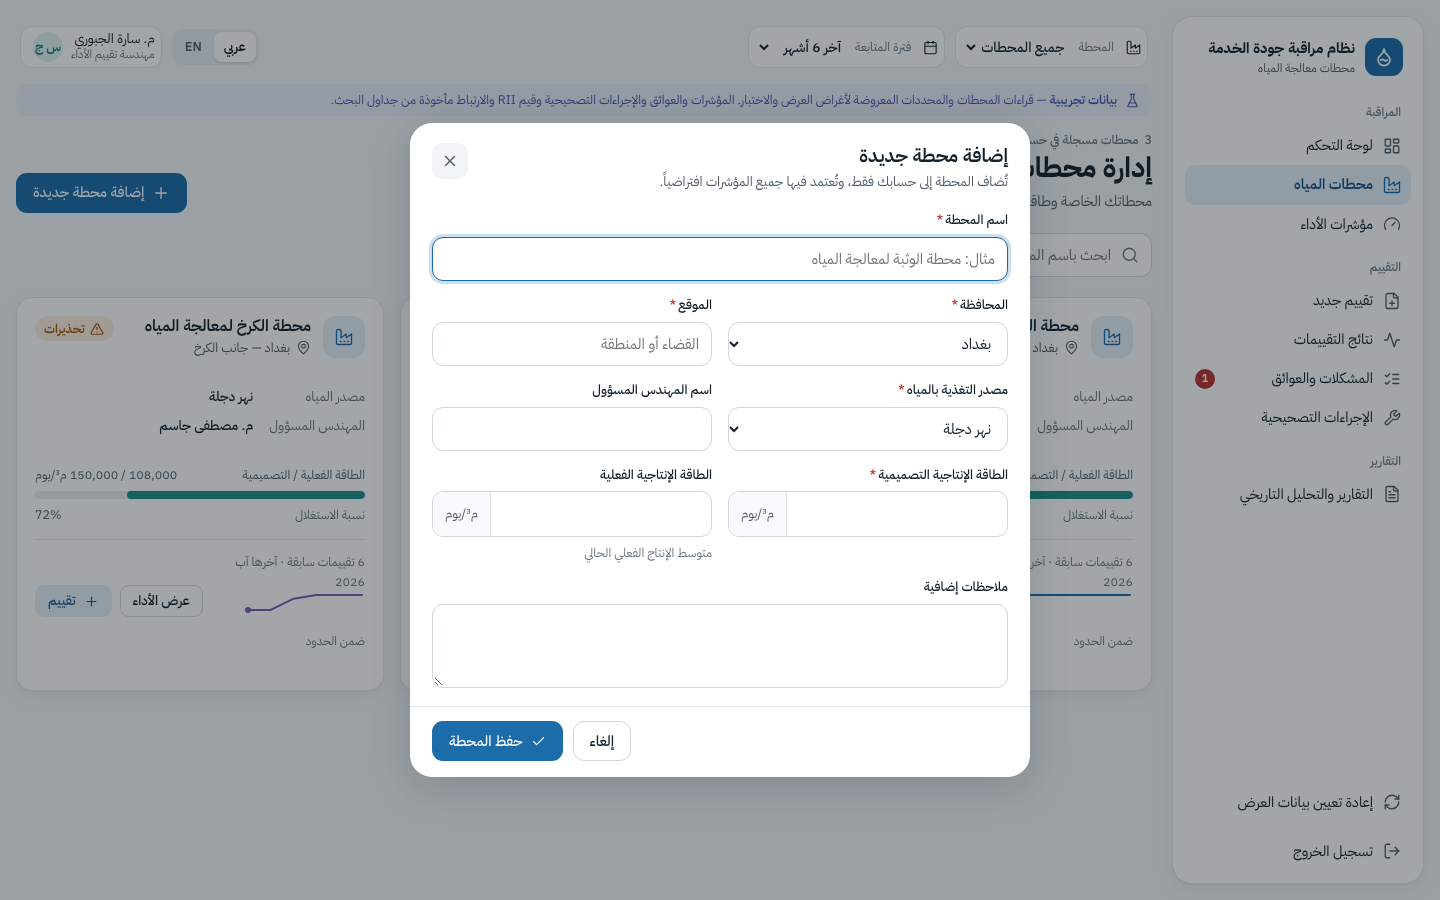 نظام مراقبة جودة الخدمة
محطات معالجة المياه
المراقبة
لوحة التحكم
محطات المياه
مؤشرات الأداء
التقييم
تقييم جديد
نتائج التقييمات
المشكلات والعوائق
1
الإجراءات التصحيحية
التقارير
التقارير والتحليل التاريخي
إعادة تعيين بيانات العرض
تسجيل الخروج
المحطة جميع المحطات
فترة المتابعة آخر 6 أشهر
عربي EN
م. سارة الجبوري
مهندسة تقييم الأداء
س ج
بيانات تجريبية — قراءات المحطات والمحددات المعروضة لأغراض العرض والاختبار. المؤشرات والعوائق والإجراءات التصحيحية وقيم RII والارتباط مأخوذة من جداول البحث.
3 محطات مسجلة في
إدارة
محطاتك الخاصة
إضافة محطة جديدة
ابحث باسم
إضافة محطة جديدة
تُضاف المحطة إلى حسابك فقط، وتُعتمد فيها جميع المؤشرات افتراضياً.
اسم المحطة *
مثال: محطة الوثبة لمعالجة المياه
المحافظة *
الموقع *
بغداد
القضاء أو المنطقة
مصدر التغذية بالمياه *
اسم المهندس المسؤول
نهر دجلة
الطاقة الإنتاجية التصميمية *
الطاقة الإنتاجية الفعلية
م³/يوم
م³/يوم
متوسط الإنتاج الفعلي الحالي
ملاحظات إضافية
إلغاء
حفظ المحطة
محطة
بغداد
مصدر المياه
المهندس المسؤول
الطاقة الفعلية /
نسبة الاستغلال
6 تقييمات سابقة ·
2026
ضمن الحدود
محطة الكرخ لمعالجة المياه
تحذيرات
بغداد — جانب الكرخ
مصدر المياه نهر دجلة
المهندس المسؤول م. مصطفى جاسم
الطاقة الفعلية / التصميمية 108,000 / 150,000 م³/يوم
نسبة الاستغلال 72%
6 تقييمات سابقة · آخرها آب
2026
عرض الأداء
تقييم
ضمن الحدود